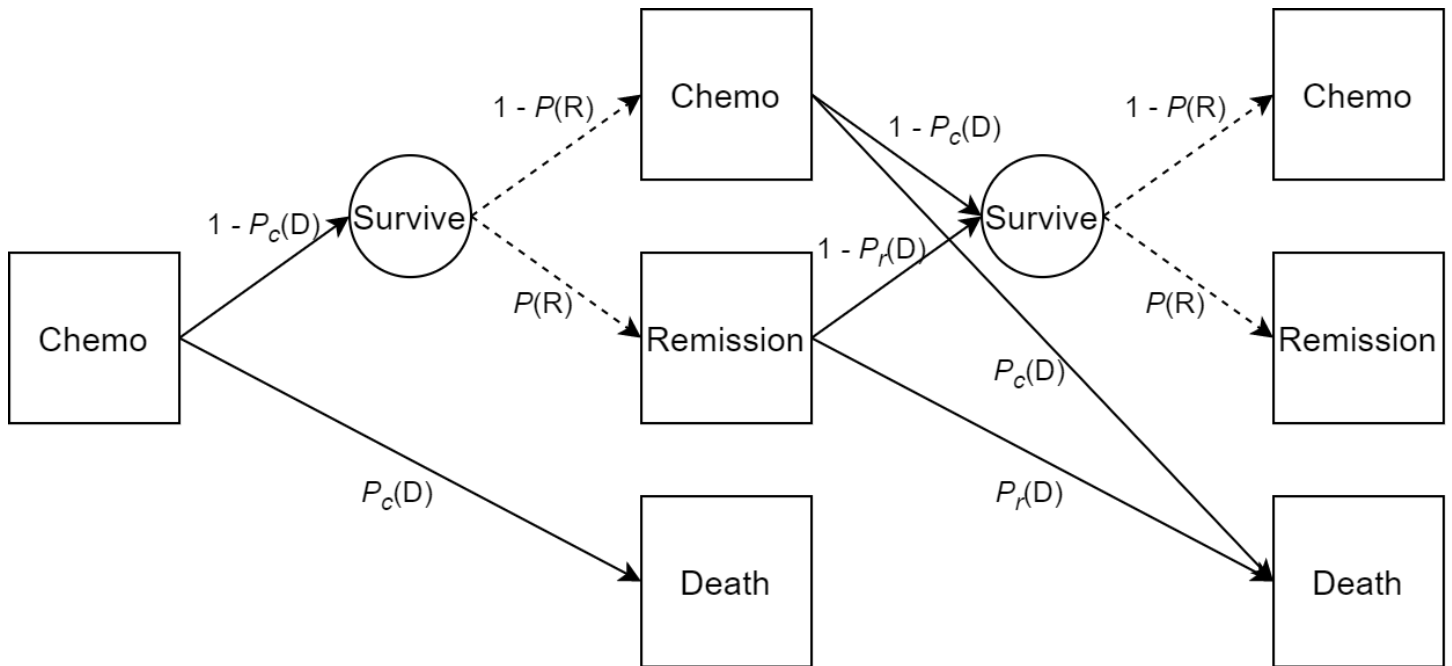 Chemo
Chemo
1 - P(R)
1 - P(R)
1 - Pc(D)
Survive
Survive
1 - Pc(D)
1 - Pr(D)
P(R)
P(R)
Chemo
Remission
Remission
Pc(D)
Pc(D)
Pr(D)
Death
Death